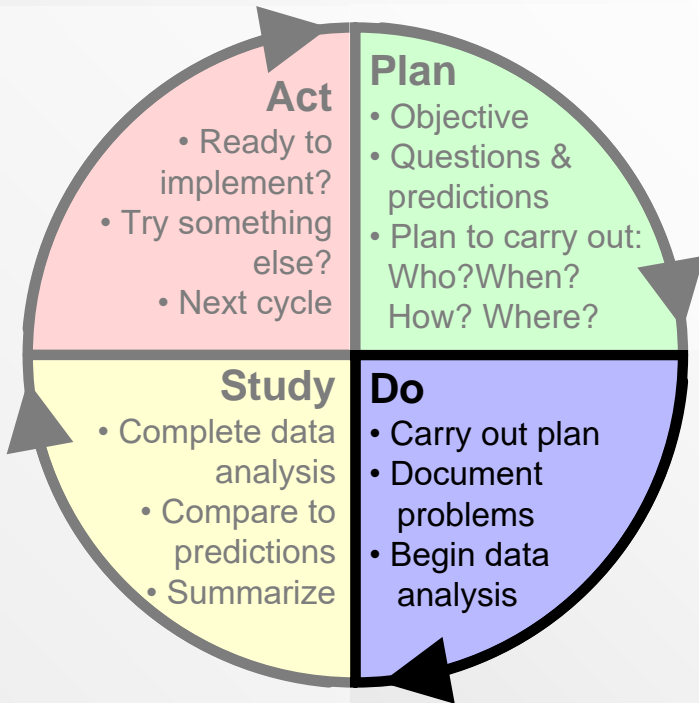 Act
• Ready to
implement?
• Try something
else?
• Next cycle
Plan
• Objective
• Questions &
predictions
• Plan to carry out:
Who?When?
How? Where?
Study
• Complete data
analysis
• Compare to
predictions
• Summarize
Do
• Carry out plan
• Document
problems
• Begin data
analysis